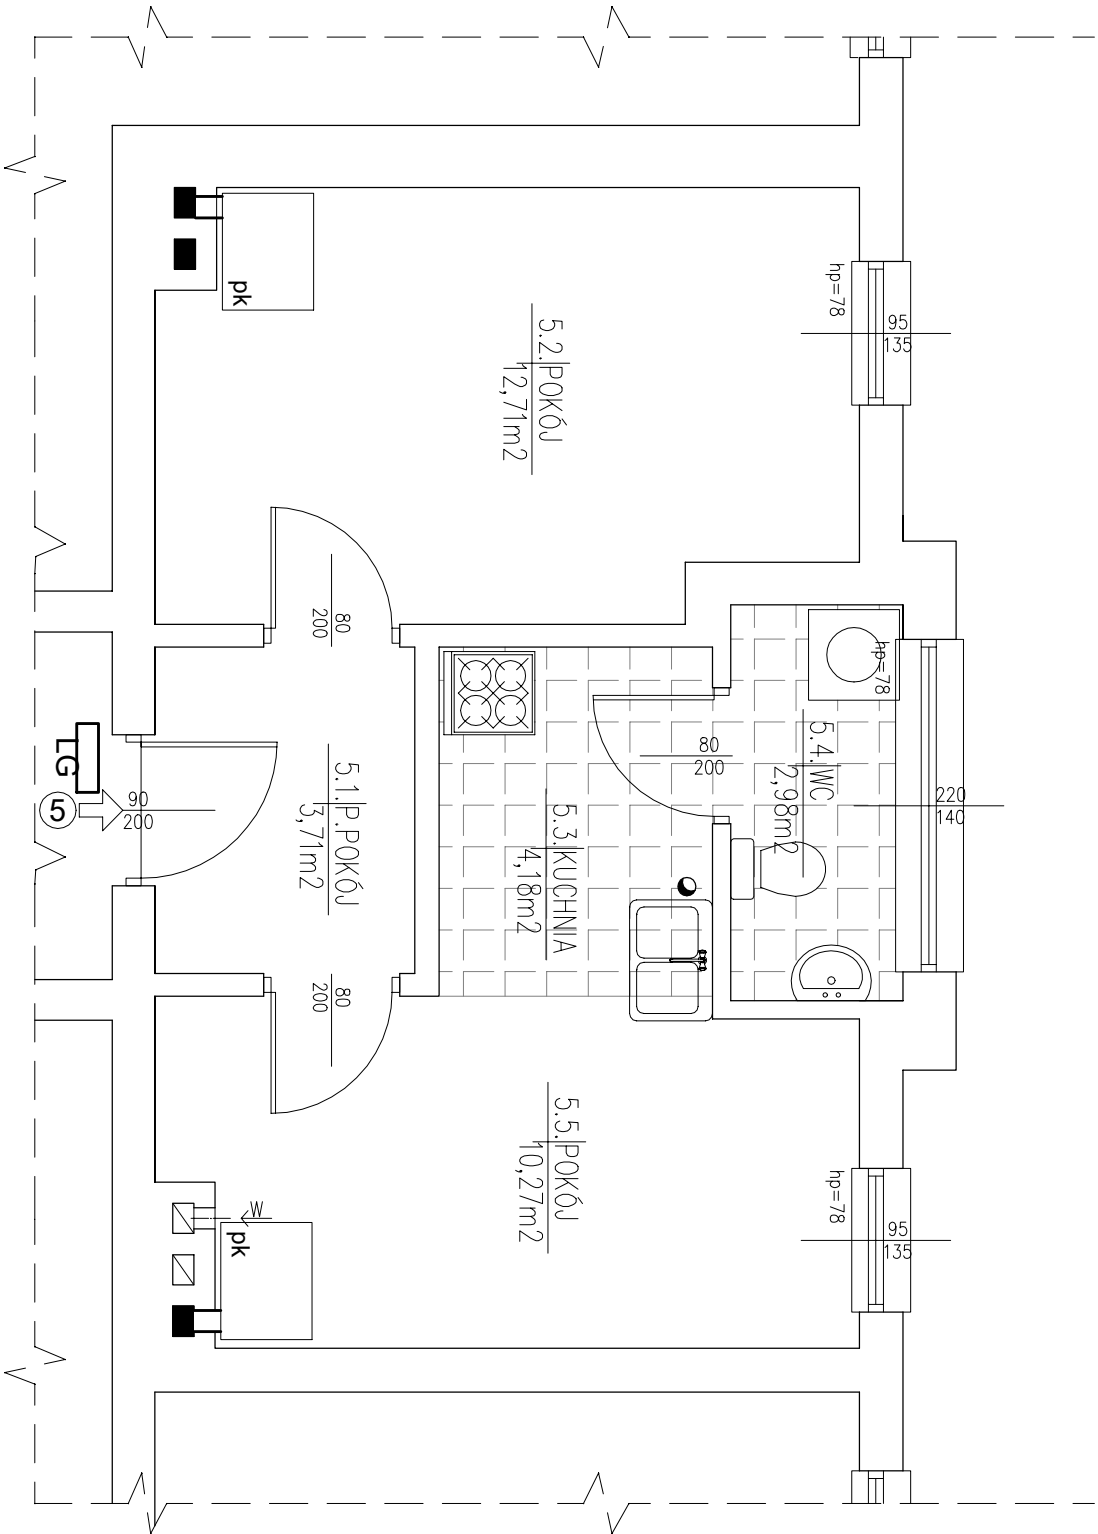 hp=78
95
135
pk
5.2.POKÓJ
12,71m2
80
200
hp=78
5.4.WC
2,98m2
80
200
220
140
LG
5
90
200
5.1.P.POKÓJ
3,71m2
5.3.KUCHNIA
4,18m2
80
200
5.5.POKÓJ
10,27m2
hp=78
95
135
W
pk